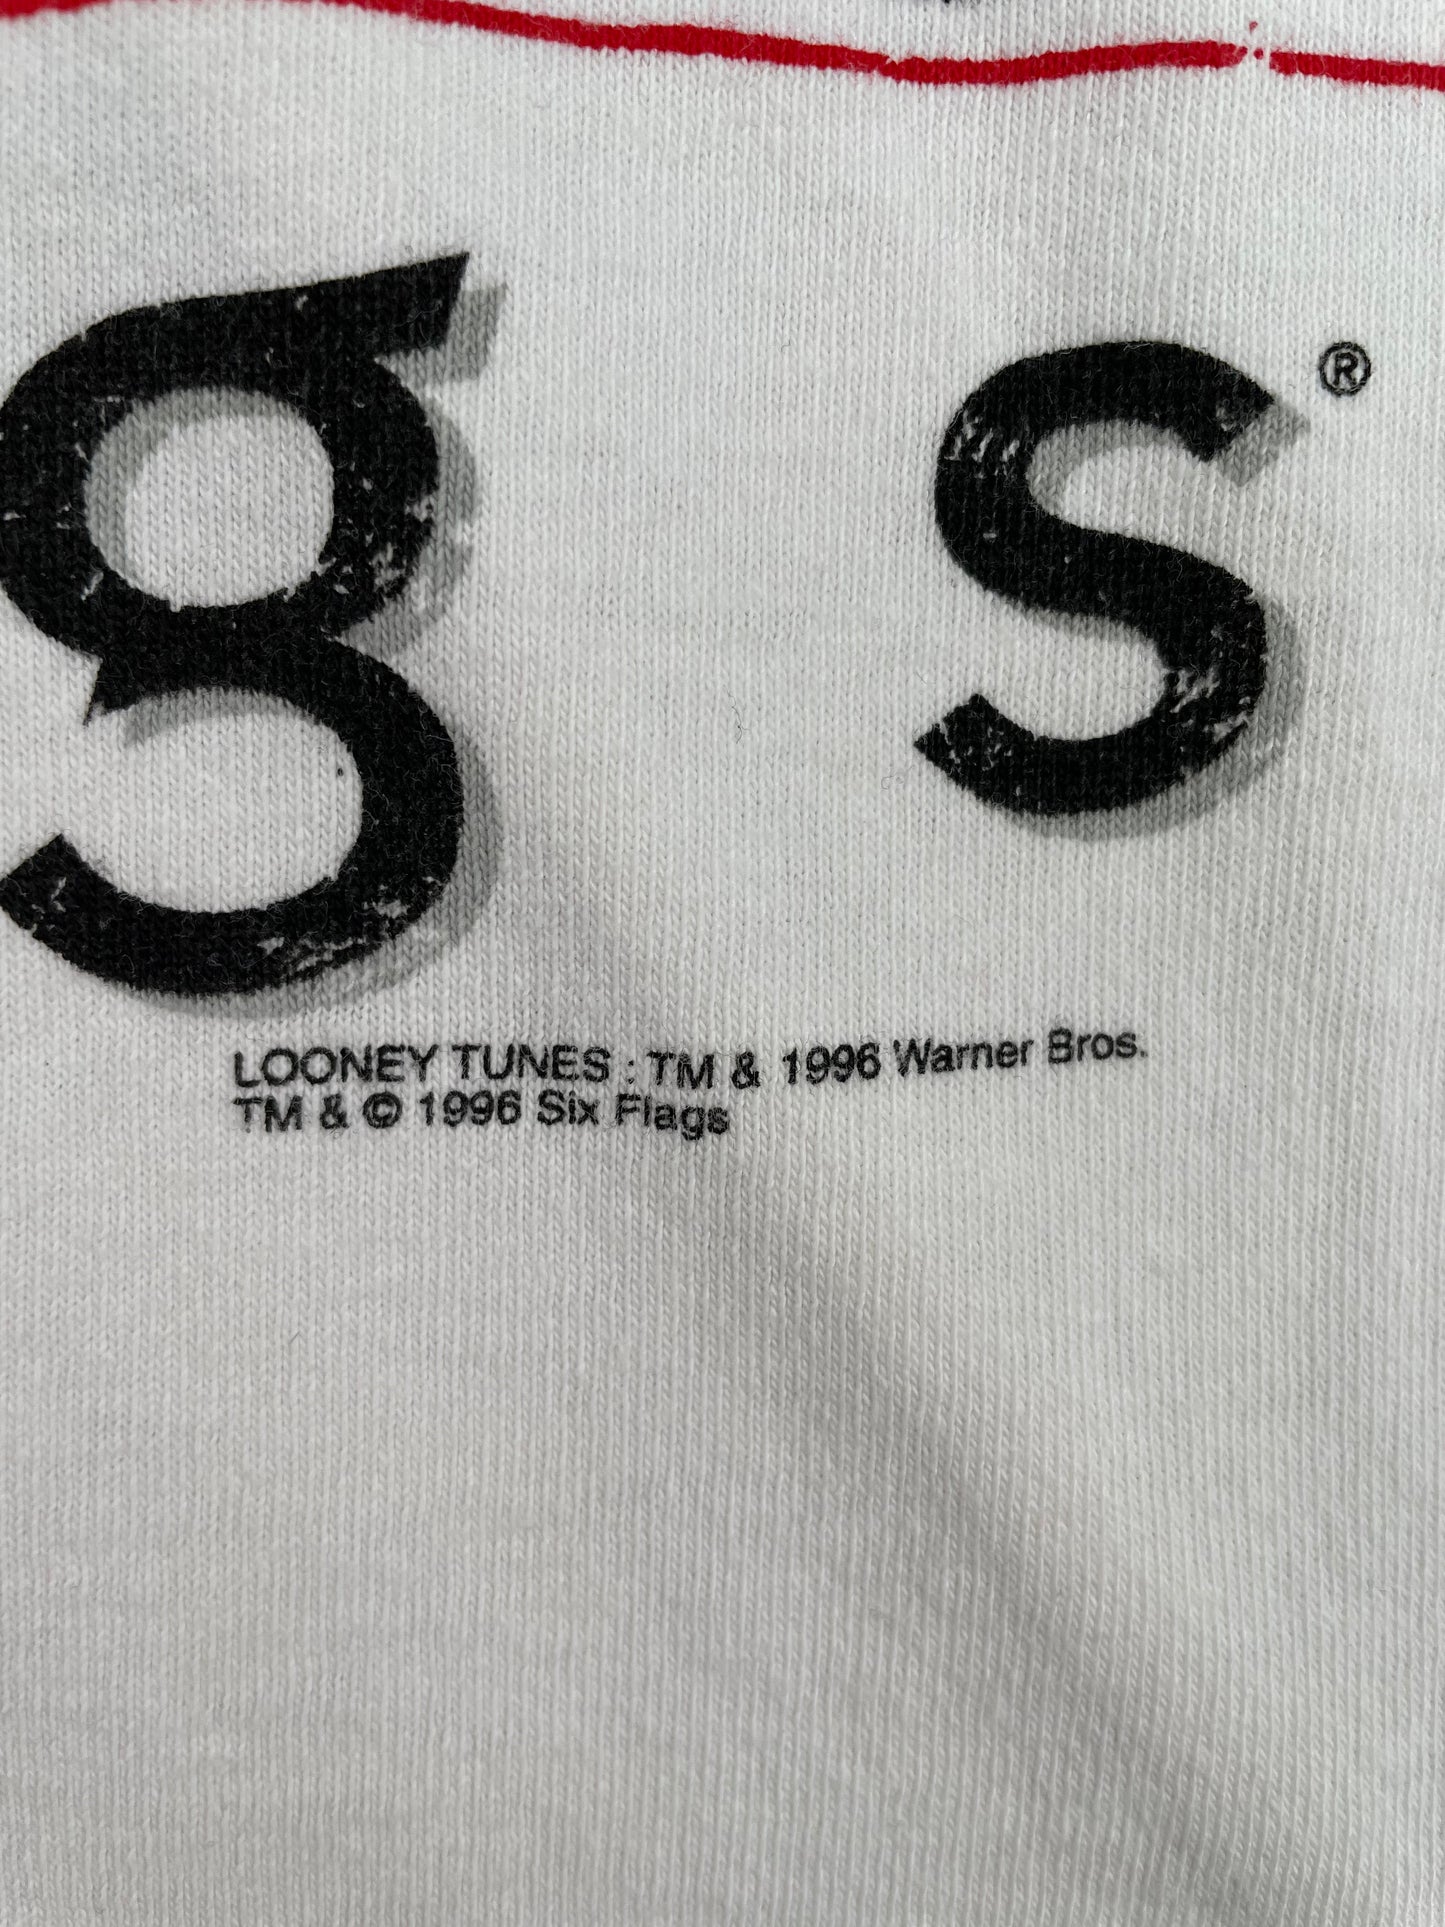 g s ®
LOONEY TUNES : TM & 1996 Warner Bros.
TM & © 1996 Six Flags